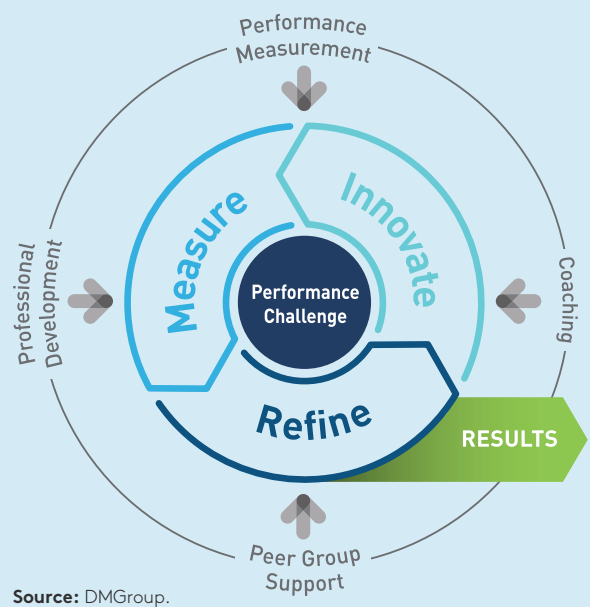 Performance
Measurement
Measure
Innovate
Professional
Development
Performance
Challenge
Coaching
Refine
RESULTS
Peer Group
Support
Source: DMGroup.